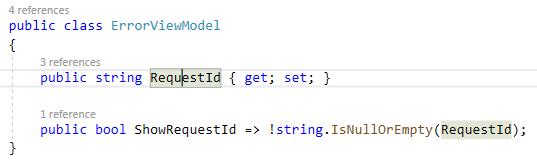 4 references
public class ErrorViewModel
{
3 references
public string RequestId { get; set; }
1 reference
public bool ShowRequestId => !string.IsNullOrEmpty(RequestId);
}